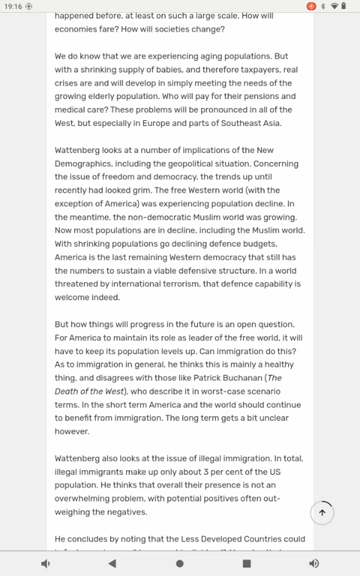 19:16
happened before, at least on such a large scale. How will
economies fare? How will societies change?
We do know that we are experiencing aging populations. But
with a shrinking supply of babies, and therefore taxpayers, real
crises are and will develop in simply meeting the needs of the
growing elderly population. Who will pay for their pensions and
medical care? These problems will be pronounced in all of the
West, but especially in Europe and parts of Southeast Asia.
Wattenberg looks at a number of implications of the New
Demographics, including the geopolitical situation. Concerning
the issue of freedom and democracy, the trends up until
recently had looked grim. The free Western world (with the
exception of America) was experiencing population decline. In
the meantime, the non-democratic Muslim world was growing.
Now most populations are in decline, including the Muslim world.
With shrinking populations go declining defence budgets.
America is the last remaining Western democracy that still has
the numbers to sustain a viable defensive structure. In a world
threatened by international terrorism, that defence capability is
welcome indeed.
But how things will progress in the future is an open question.
For America to maintain its role as leader of the free world, it will
have to keep its population levels up. Can immigration do this?
As to immigration in general, he thinks this is mainly a healthy
thing, and disagrees with those like Patrick Buchanan (The
Death of the West), who describe it in worst-case scenario
terms. In the short term America and the world should continue
to benefit from immigration. The long term gets a bit unclear
however.
Wattenberg also looks at the issue of illegal immigration. In total,
illegal immigrants make up only about 3 per cent of the US
population. He thinks that overall their presence is not an
overwhelming problem, with potential positives often out-
weighing the negatives.
He concludes by noting that the Less Developed Countries could